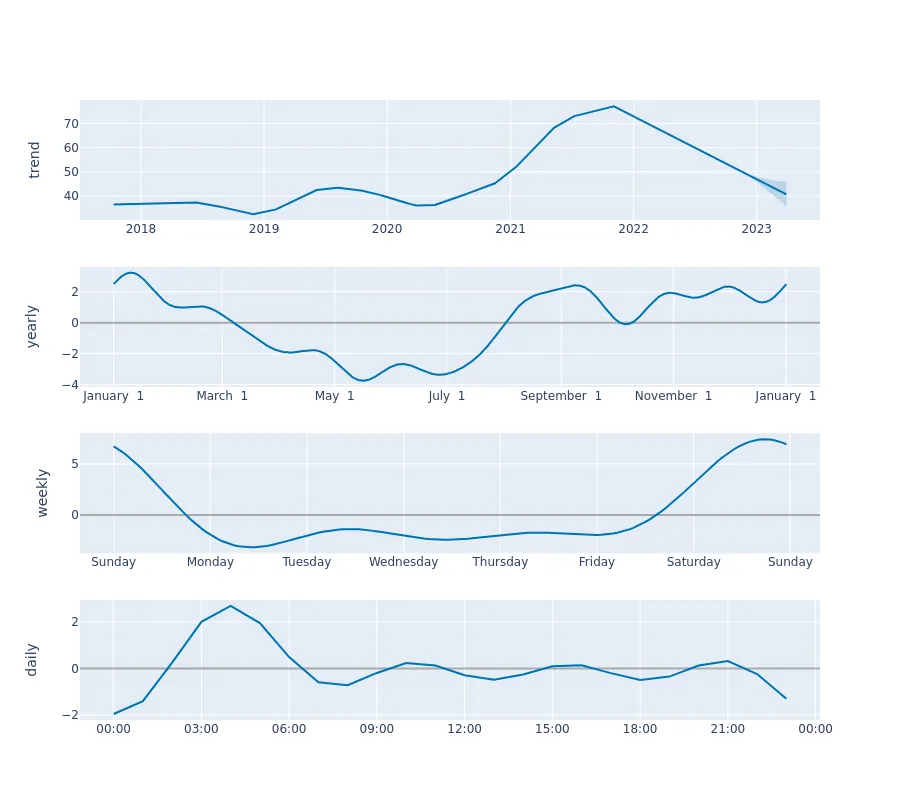 trend
70
60
50
40
2018 2019 2020 2021 2022 2023
yearly
2
0
−2
−4
January 1 March 1 May 1 July 1 September 1 November 1 January 1
weekly
5
0
Sunday Monday Tuesday Wednesday Thursday Friday Saturday Sunday
daily
2
0
−2
00:00 03:00 06:00 09:00 12:00 15:00 18:00 21:00 00:00